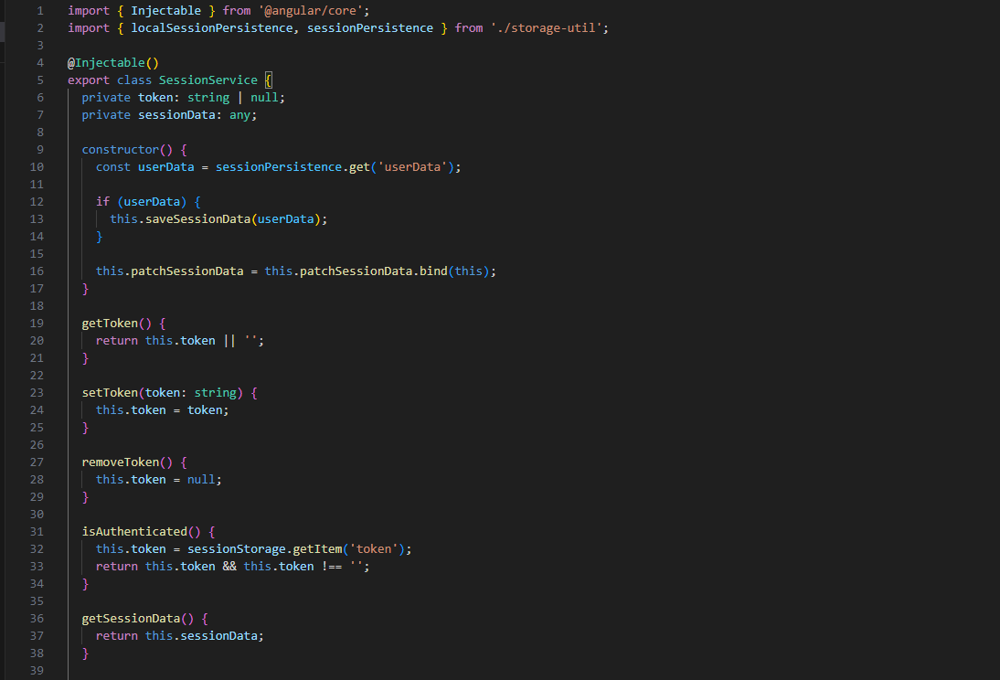 1 import { Injectable } from '@angular/core';
2 import { localSessionPersistence, sessionPersistence } from './storage-util';
3
4 @Injectable()
5 export class SessionService {
6 private token: string | null;
7 private sessionData: any;
8
9 constructor() {
10 const userData = sessionPersistence.get('userData');
11
12 if (userData) {
13 this.saveSessionData(userData);
14 }
15
16 this.patchSessionData = this.patchSessionData.bind(this);
17 }
18
19 getToken() {
20 return this.token || '';
21 }
22
23 setToken(token: string) {
24 this.token = token;
25 }
26
27 removeToken() {
28 this.token = null;
29 }
30
31 isAuthenticated() {
32 this.token = sessionStorage.getItem('token');
33 return this.token && this.token !== '';
34 }
35
36 getSessionData() {
37 return this.sessionData;
38 }
39